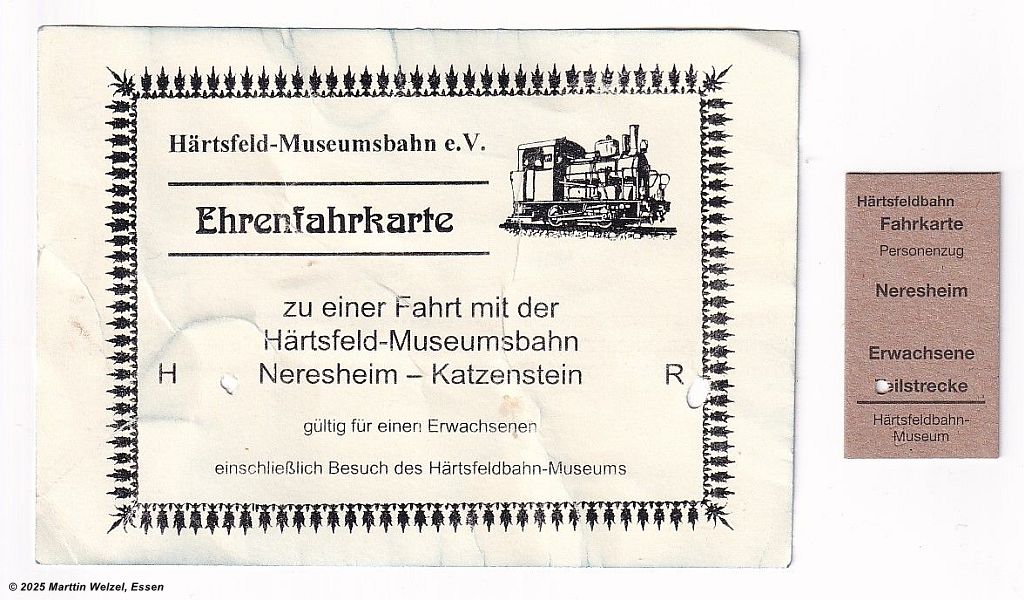 Härtsfeld-Museumsbahn e.V.
Ehrenfahrkarte
zu einer Fahrt mit der
Härtsfeld-Museumsbahn
H Neresheim – Katzenstein R
gültig für einen Erwachsenen
einschließlich Besuch des Härtsfeldbahn-Museums
Härtsfeldbahn
Fahrkarte
Personenzug
Neresheim
Erwachsene
Teilstrecke
Härtsfeldbahn-
Museum
© 2025 Marttin Welzel, Essen